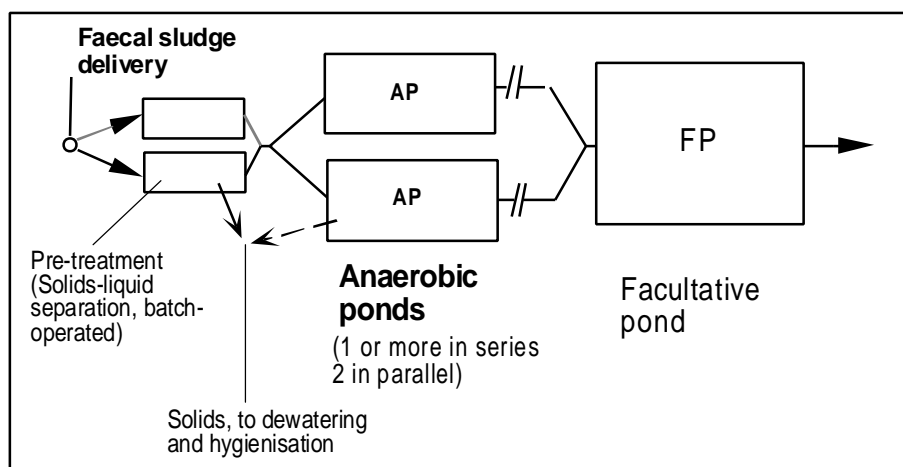 Faecal sludge
delivery
AP
FP
AP
Pre-treatment
(Solids-liquid
separation, batch-
operated)
Anaerobic
ponds
(1 or more in series
2 in parallel)
Facultative
pond
Solids, to dewatering
and hygienisation